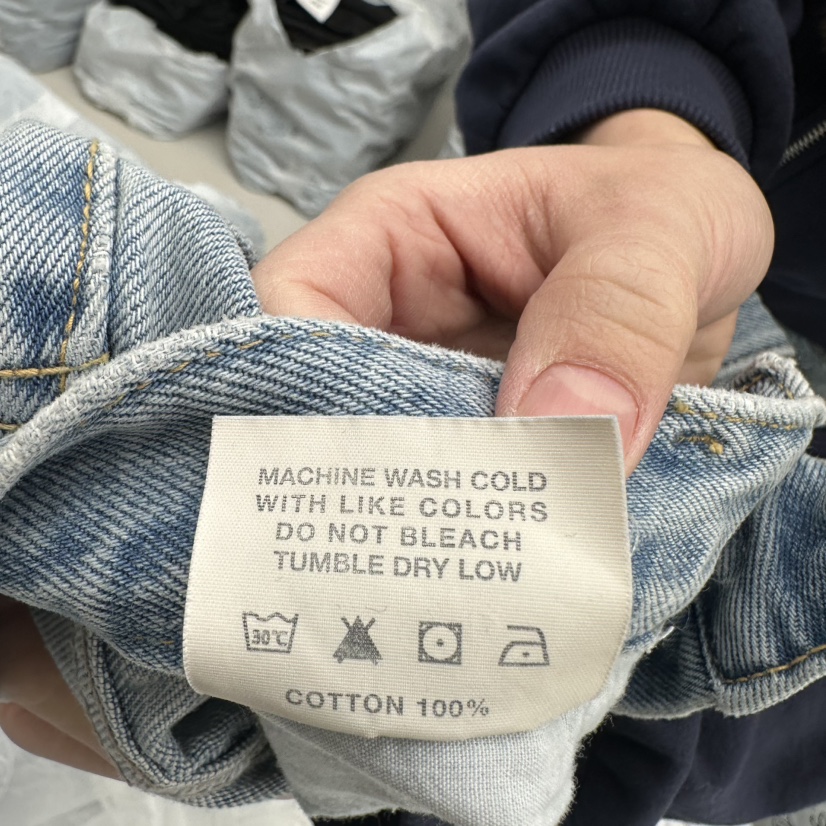 MACHINE WASH COLD
WITH LIKE COLORS
DO NOT BLEACH
TUMBLE DRY LOW
30℃
COTTON 100%